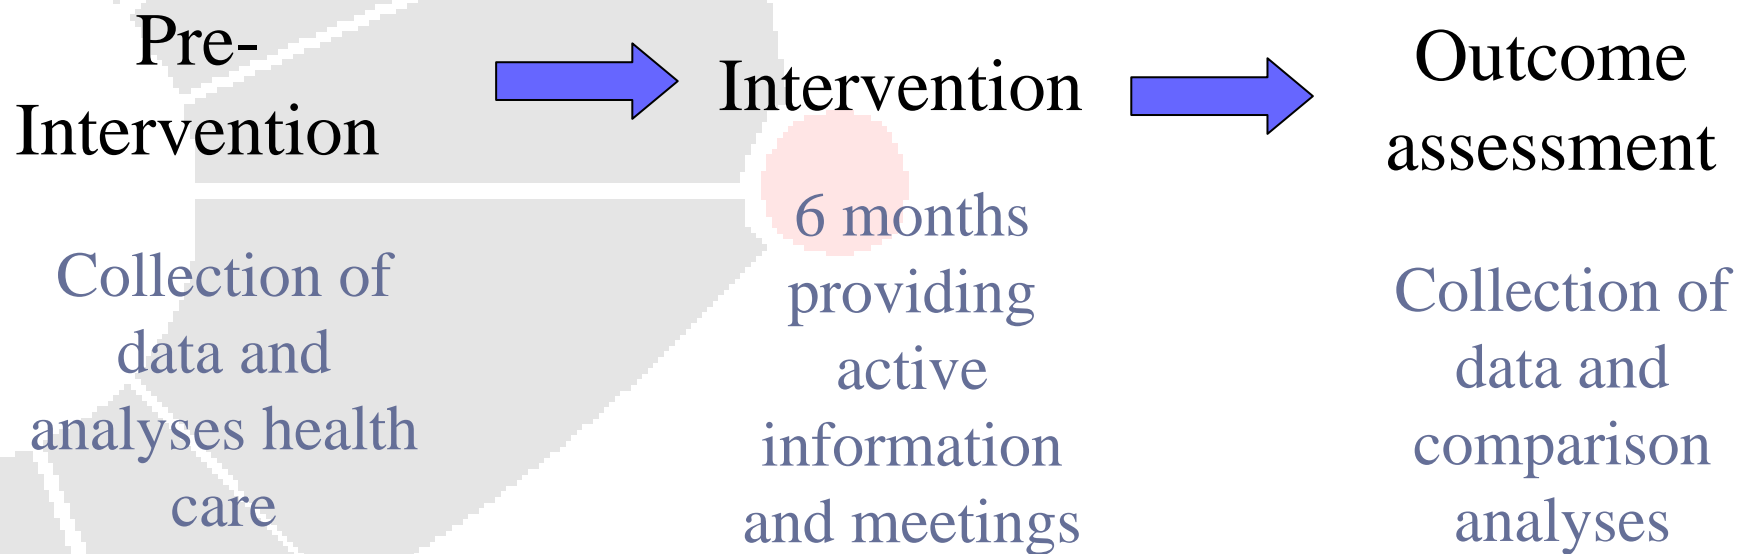 Pre-
Intervention
Collection of
data and
analyses health
care
Intervention
6 months
providing
active
information
and meetings
Outcome
assessment
Collection of
data and
comparison
analyses